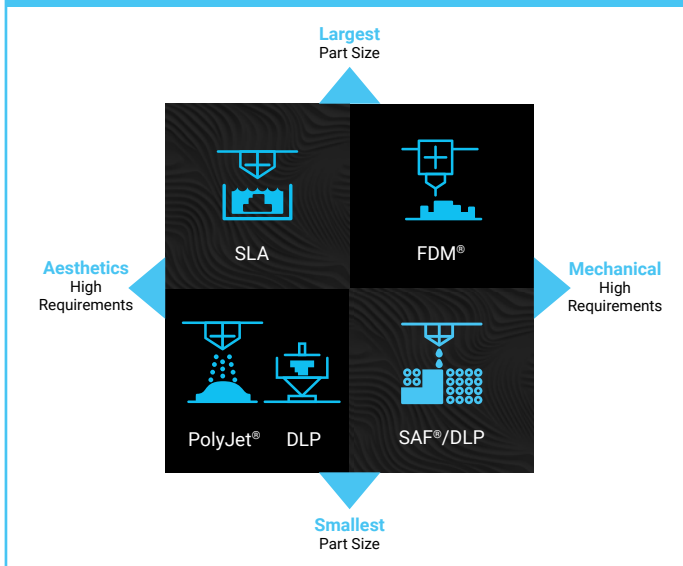 Largest
Part Size
SLA
FDM®
Aesthetics
High
Requirements
Mechanical
High
Requirements
PolyJet®
DLP
SAF®/DLP
Smallest
Part Size